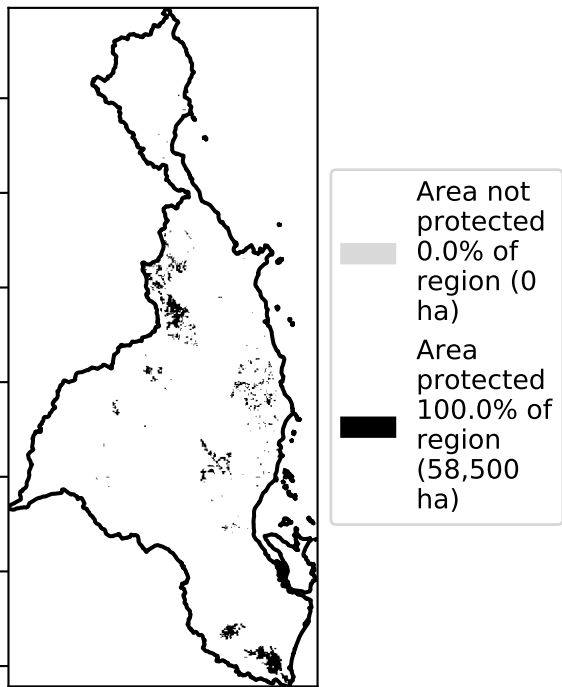 Area not
protected
0.0% of
region (0
ha)
Area
protected
100.0% of
region
(58,500
ha)